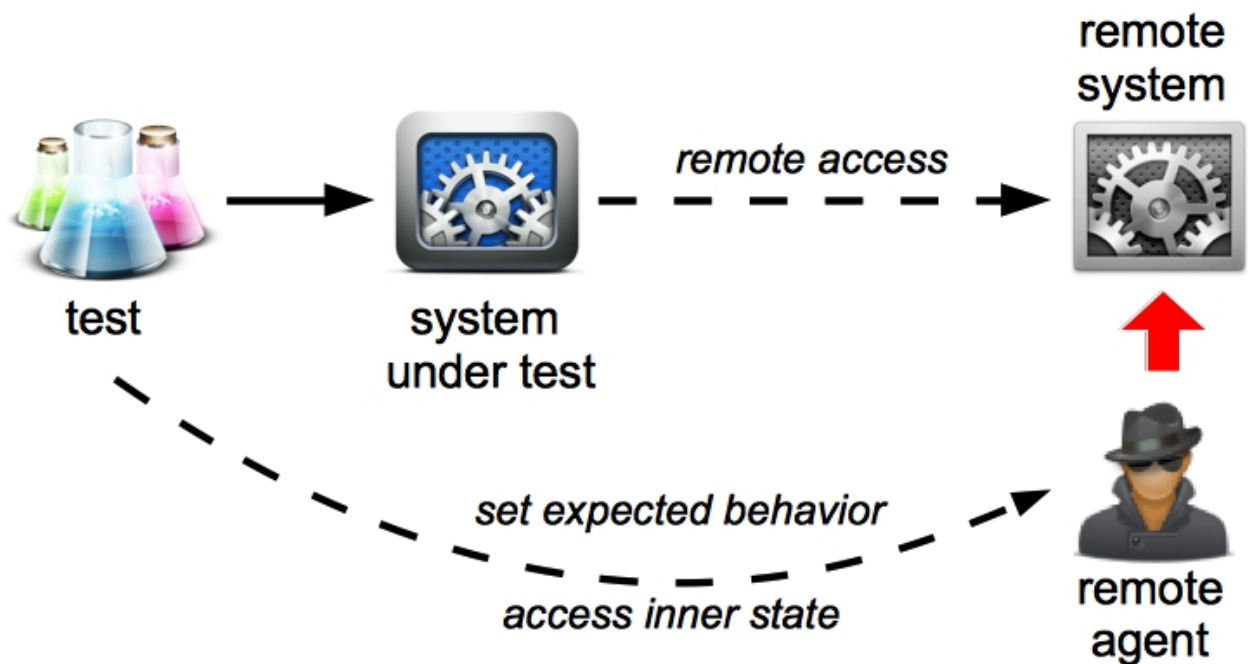 remote
system
remote access
test
system
under test
set expected behavior
access inner state
remote
agent